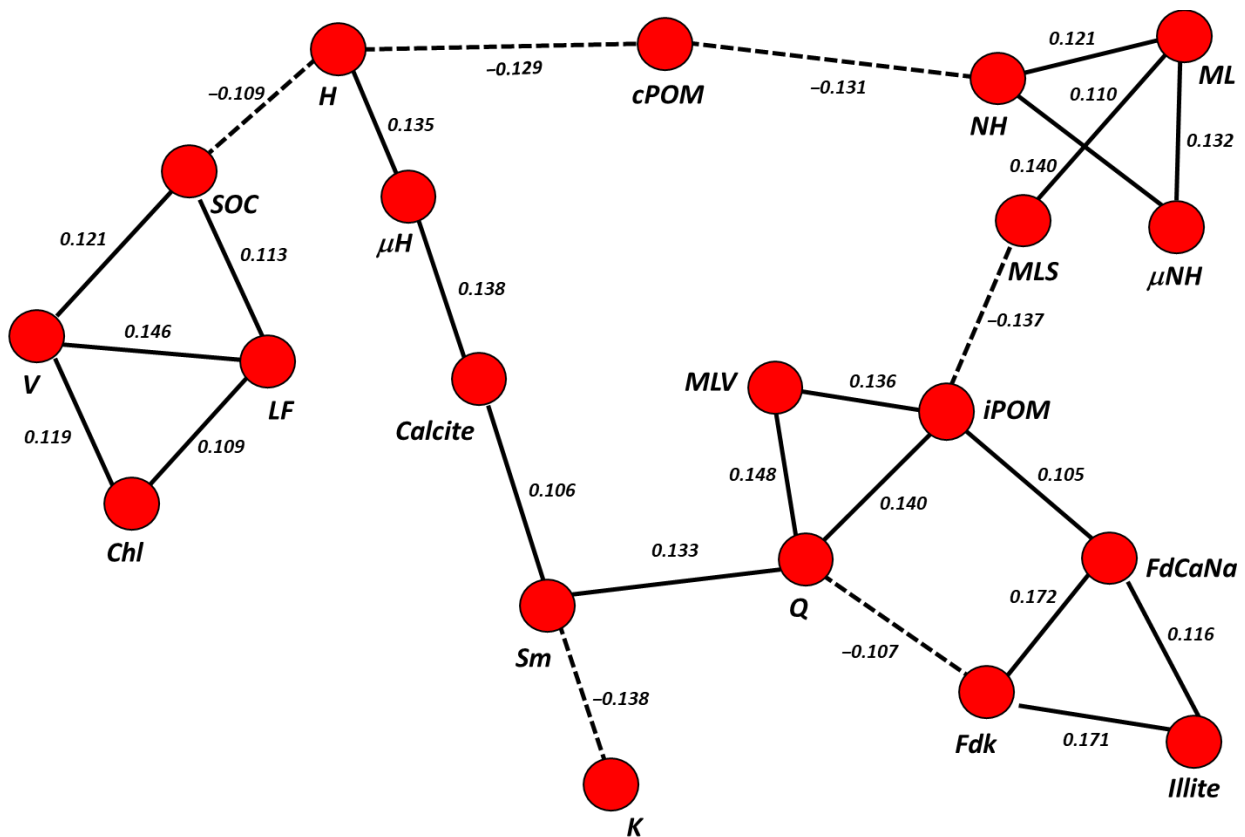 0.121
ML
−0.129
H
cPOM
−0.131
−0.109
NH
0.110
0.135
0.132
0.140
SOC
μH
MLS
μNH
0.121
0.113
0.138
−0.137
0.146
V
LF
MLV
0.136
iPOM
Calcite
0.119
0.109
0.148
0.105
0.106
0.140
Chl
0.133
FdCaNa
0.172
Q
0.116
Sm
−0.107
−0.138
Fdk
0.171
Illite
K